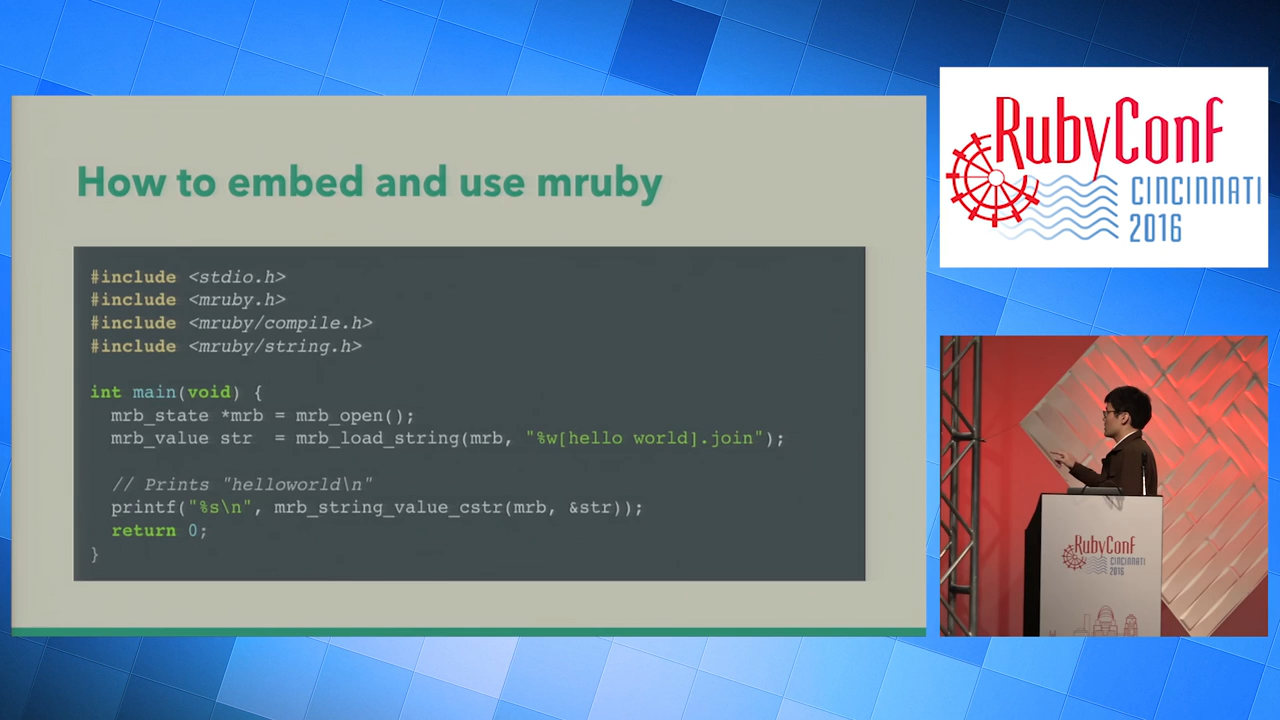 How to embed and use mruby
#include <stdio.h>
#include <mruby.h>
#include <mruby/compile.h>
#include <mruby/string.h>
int main(void) {
  mrb_state *mrb = mrb_open();
  mrb_value str  = mrb_load_string(mrb, "%w[hello world].join");
  // Prints "helloworld\n"
  printf("%s\n", mrb_string_value_cstr(mrb, &str));
  return 0;
}
RubyConf
CINCINNATI
2016
RubyConf
CINCINNATI
2016